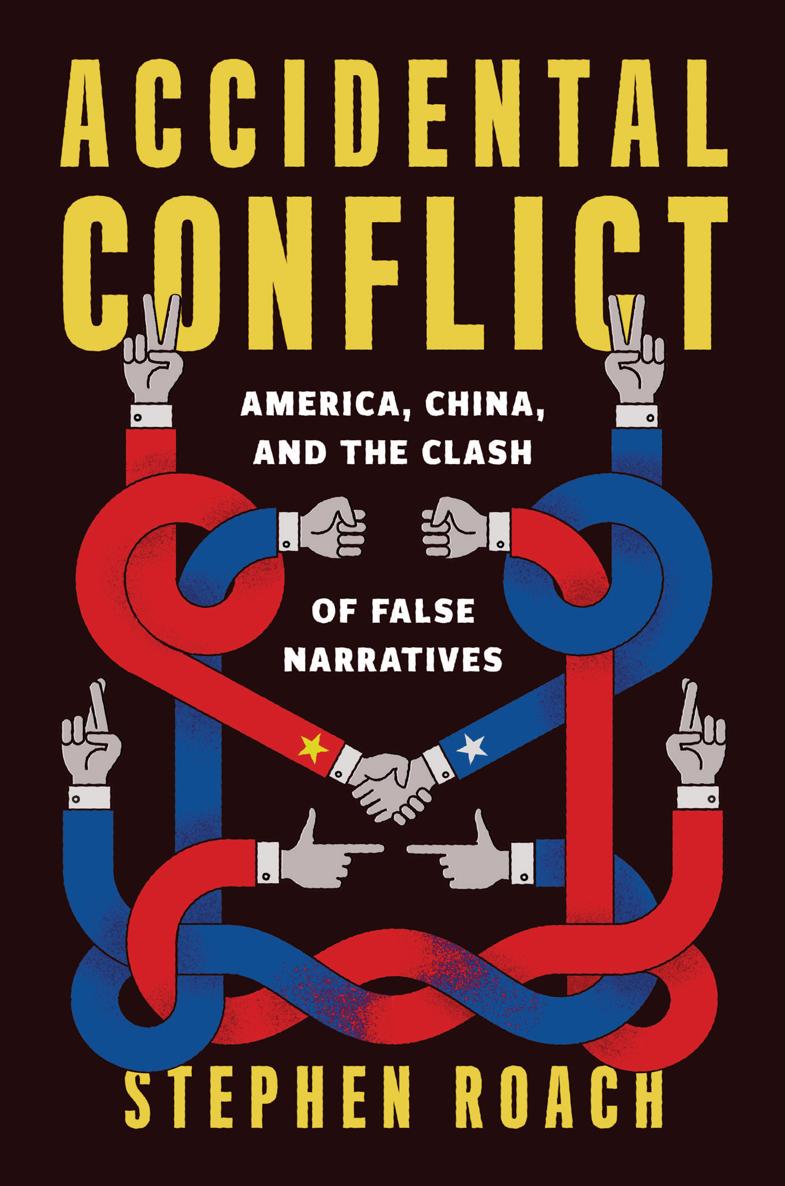 ACCIDENTAL
CONFLICT
AMERICA, CHINA,
AND THE CLASH
OF FALSE
NARRATIVES
STEPHEN ROACH